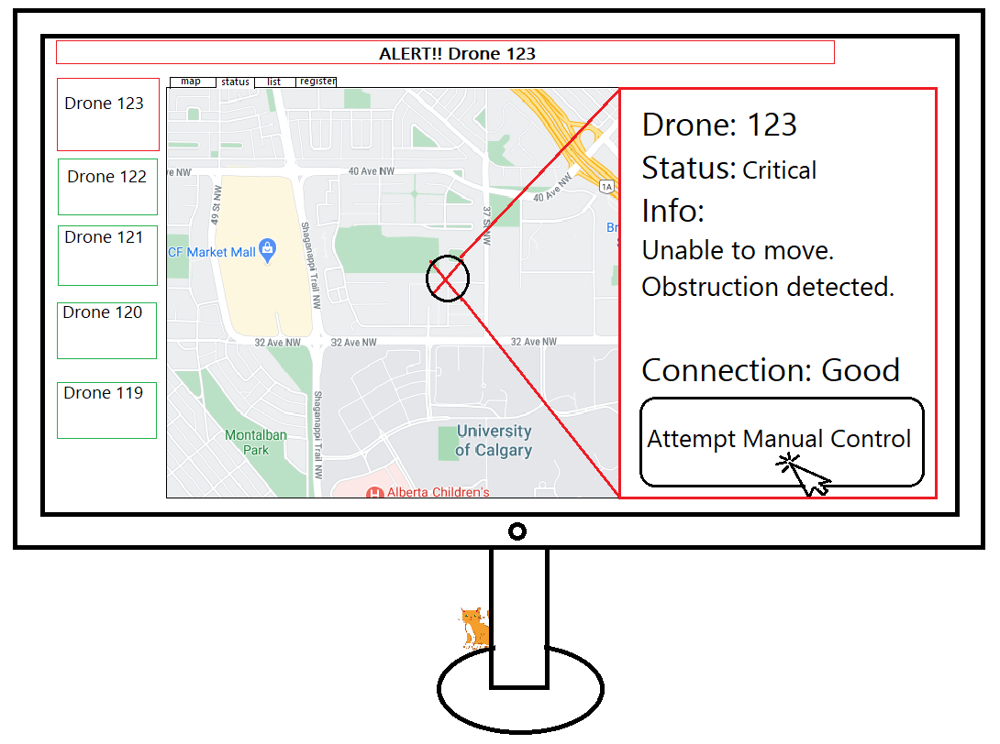 ALERT!! Drone 123
Drone 123
Drone 122
Drone 121
Drone 120
Drone 119
map status list register
ve NW
40 Ave NW
40 Ave NW
1A
49 St NW
Shaganappi Trail NW
37 St NW
CF Market Mall
Br
32 Ave NW
32 Ave NW
32 Ave NW
Shaganappi Trail NW
Montalban
Park
University
of Calgary
H Alberta Children's
Drone: 123
Status: Critical
Info:
Unable to move.
Obstruction detected.
Connection: Good
Attempt Manual Control